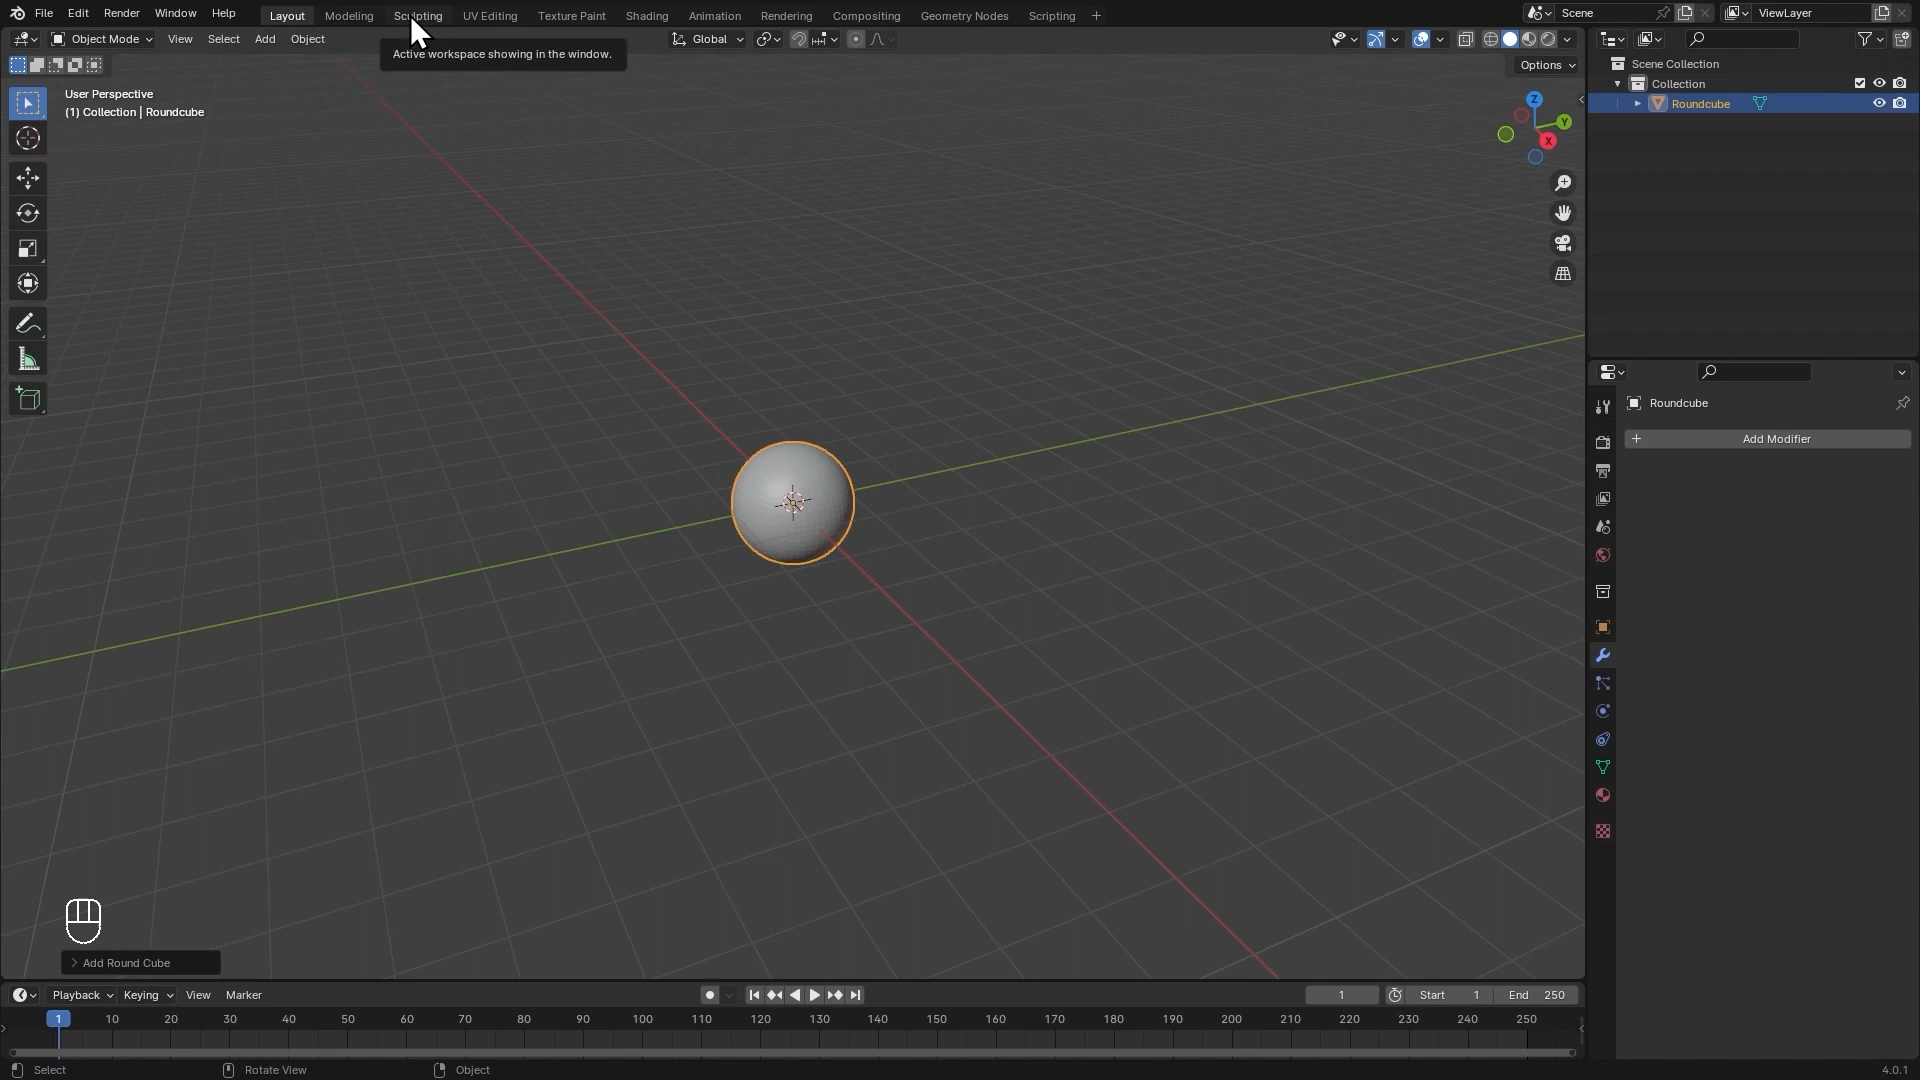 File Edit Render Window Help Layout Modeling Sculpting UV Editing Texture Paint Shading Animation Rendering Compositing Geometry Nodes Scripting + Scene ViewLayer
Object Mode View Select Add Object Global
Active workspace showing in the window.
Options
User Perspective
(1) Collection | Roundcube
Z
Y
X
Scene Collection
Collection
Roundcube
Roundcube
+ Add Modifier
> Add Round Cube
Playback Keying View Marker 1 Start 1 End 250
1 10 20 30 40 50 60 70 80 90 100 110 120 130 140 150 160 170 180 190 200 210 220 230 240 250
Select Rotate View Object 4.0.1